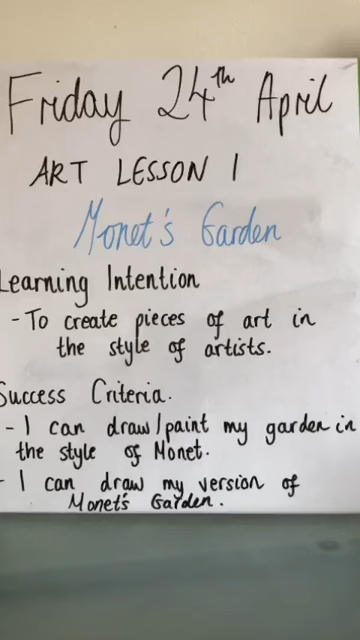 Friday 24th April
ART LESSON 1
Monet's Garden
Learning Intention
- To create pieces of art in
the style of artists.
Success Criteria.
- I can draw/paint my garden in
the style of Monet.
- I can draw my version of
Monet's Garden.